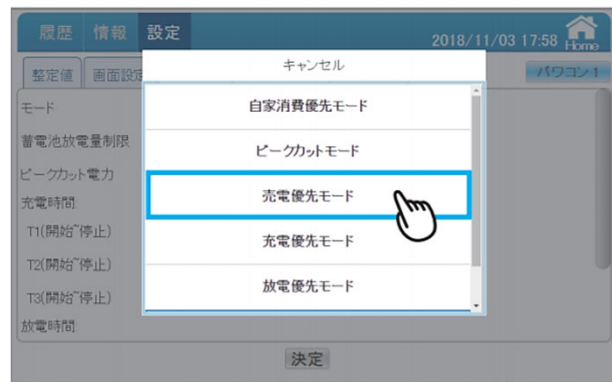 履歴 情報 設定
2018/11/03 17:58 Home
整定値 画面設定
パワコン1
キャンセル
自家消費優先モード
ピークカットモード
売電優先モード
充電優先モード
放電優先モード
モード
蓄電池放電量制限
ピークカット電力
充電時間:
T1(開始~停止)
T2(開始~停止)
T3(開始~停止)
放電時間:
決定